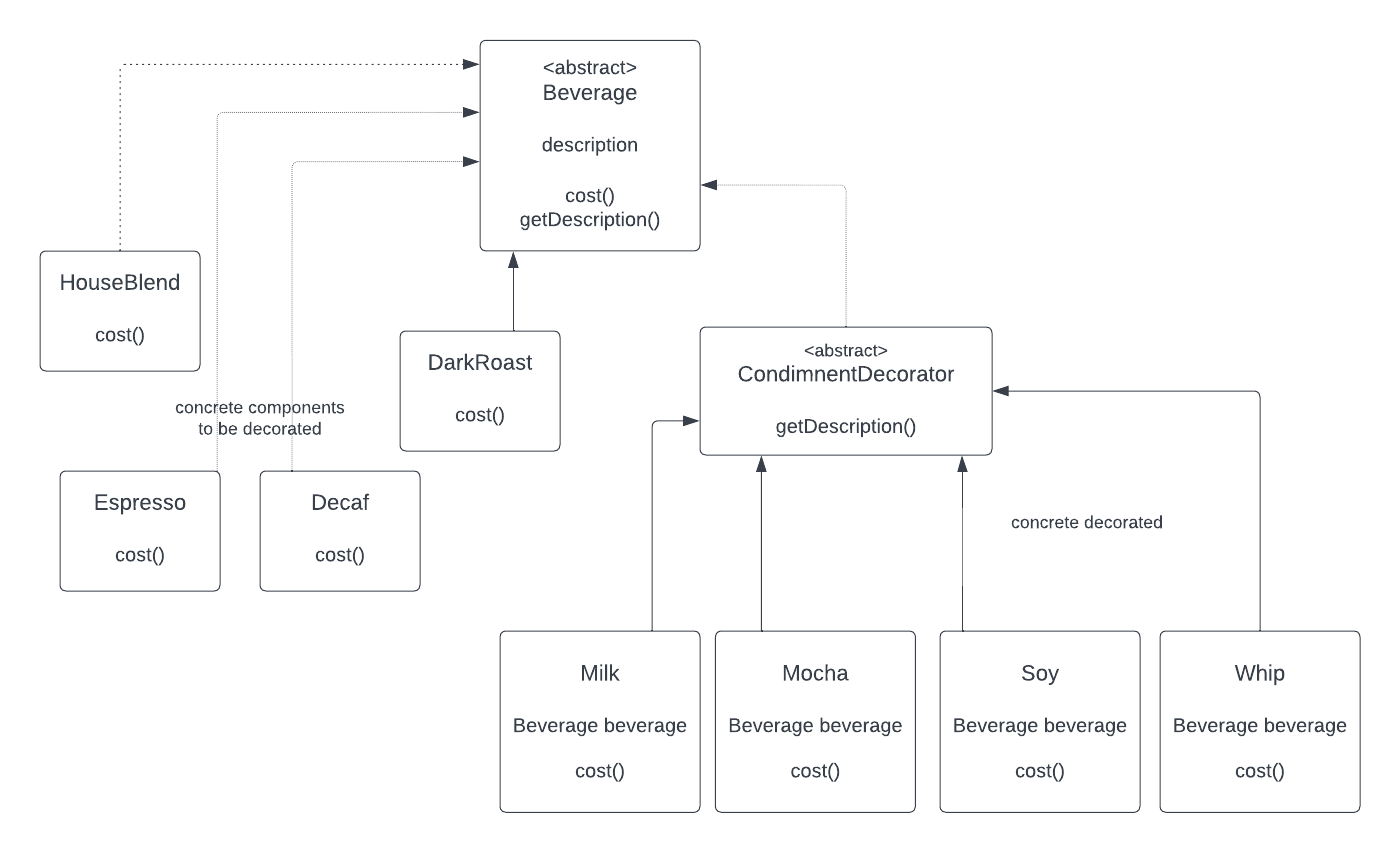 <abstract>
Beverage
description
cost()
getDescription()
HouseBlend
cost()
DarkRoast
cost()
<abstract>
CondimnentDecorator
getDescription()
concrete components
to be decorated
Espresso
cost()
Decaf
cost()
concrete decorated
Milk
Beverage beverage
cost()
Mocha
Beverage beverage
cost()
Soy
Beverage beverage
cost()
Whip
Beverage beverage
cost()